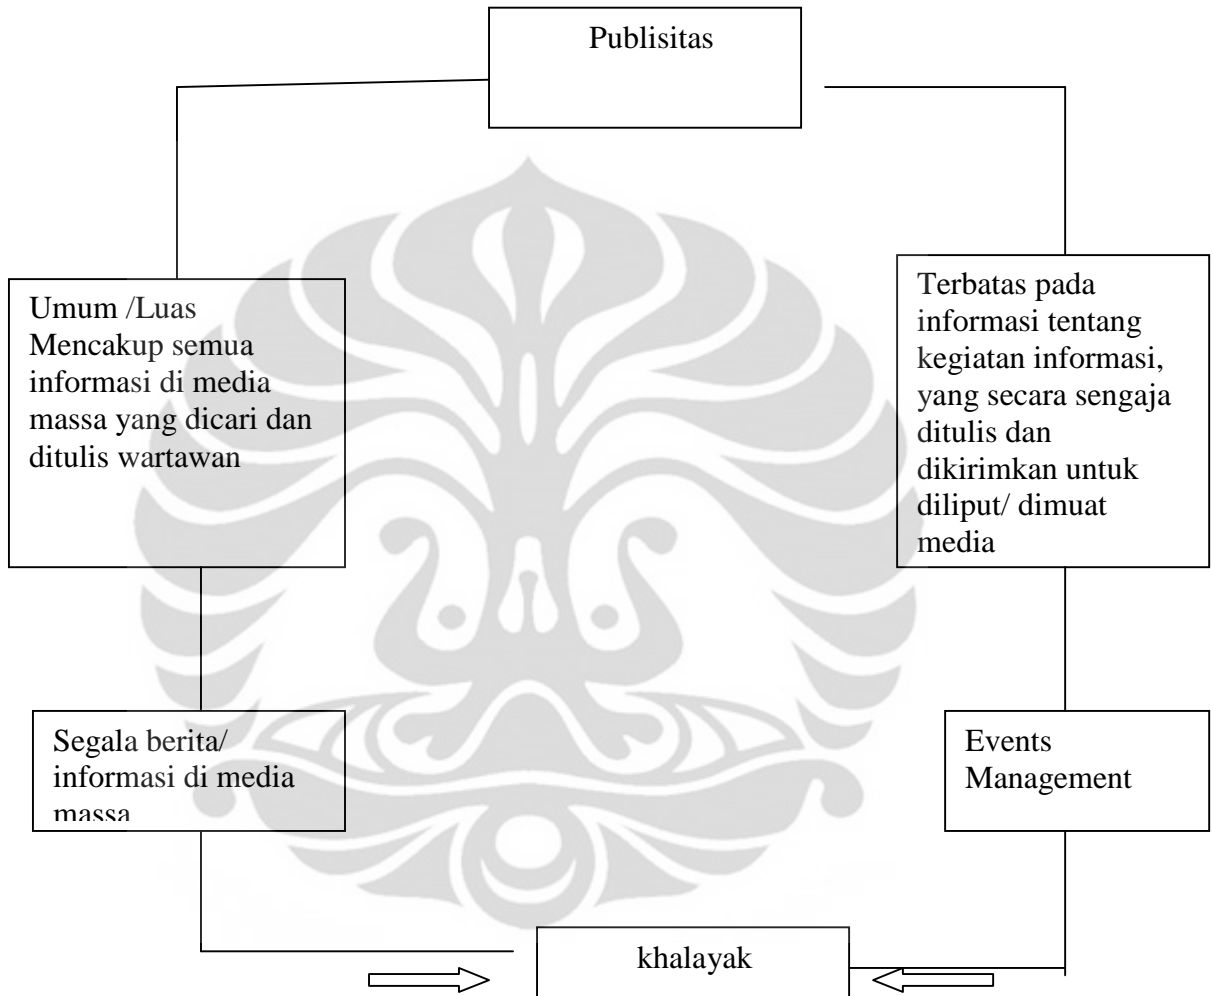 Publisitas
Umum /Luas
Mencakup semua
informasi di media
massa yang dicari dan
ditulis wartawan
Terbatas pada
informasi tentang
kegiatan informasi,
yang secara sengaja
ditulis dan
dikirimkan untuk
diliput/ dimuat
media
Segala berita/
informasi di media
massa
Events
Management
khalayak